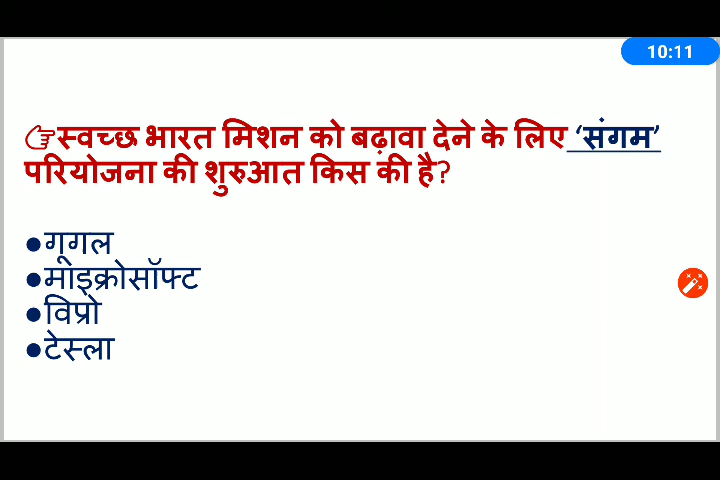 10:11
👉स्वच्छ भारत मिशन को बढ़ावा देने के लिए ‘संगम’
परियोजना की शुरुआत किस की है?
●गूगल
●माइक्रोसॉफ्ट
●विप्रो
●टेस्ला